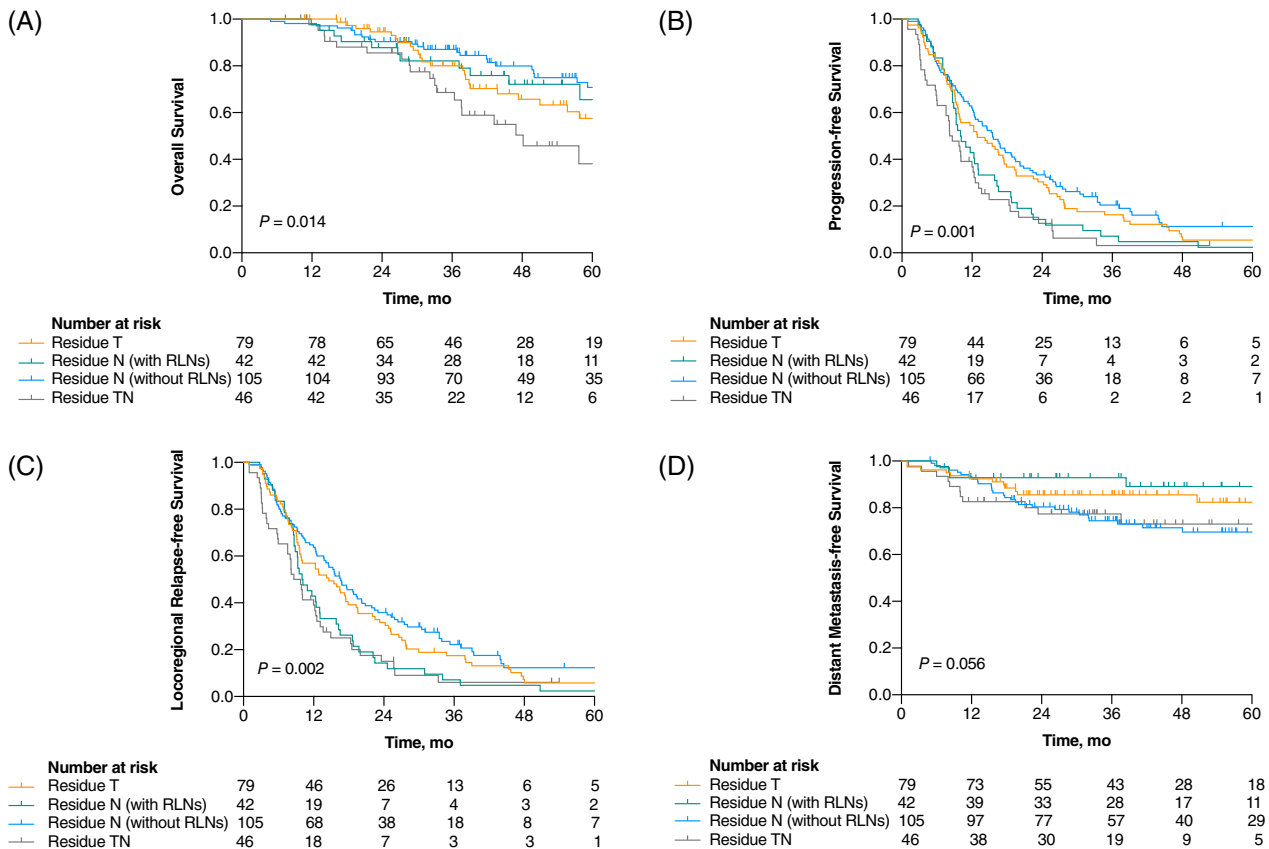 (A)
Overall Survival
1.0
0.8
0.6
0.4
0.2
0.0
P = 0.014
0 12 24 36 48 60
Time, mo
Number at risk
Residue T 79 78 65 46 28 19
Residue N (with RLNs) 42 42 34 28 18 11
Residue N (without RLNs) 105 104 93 70 49 35
Residue TN 46 42 35 22 12 6
(B)
Progression-free Survival
1.0
0.8
0.6
0.4
0.2
0.0
P = 0.001
0 12 24 36 48 60
Time, mo
Number at risk
Residue T 79 44 25 13 6 5
Residue N (with RLNs) 42 19 7 4 3 2
Residue N (without RLNs) 105 66 36 18 8 7
Residue TN 46 17 6 2 2 1
(C)
Locoregional Relapse-free Survival
1.0
0.8
0.6
0.4
0.2
0.0
P = 0.002
0 12 24 36 48 60
Time, mo
Number at risk
Residue T 79 46 26 13 6 5
Residue N (with RLNs) 42 19 7 4 3 2
Residue N (without RLNs) 105 68 38 18 8 7
Residue TN 46 18 7 3 3 1
(D)
Distant Metastasis-free Survival
1.0
0.8
0.6
0.4
0.2
0.0
P = 0.056
0 12 24 36 48 60
Time, mo
Number at risk
Residue T 79 73 55 43 28 18
Residue N (with RLNs) 42 39 33 28 17 11
Residue N (without RLNs) 105 97 77 57 40 29
Residue TN 46 38 30 19 9 5